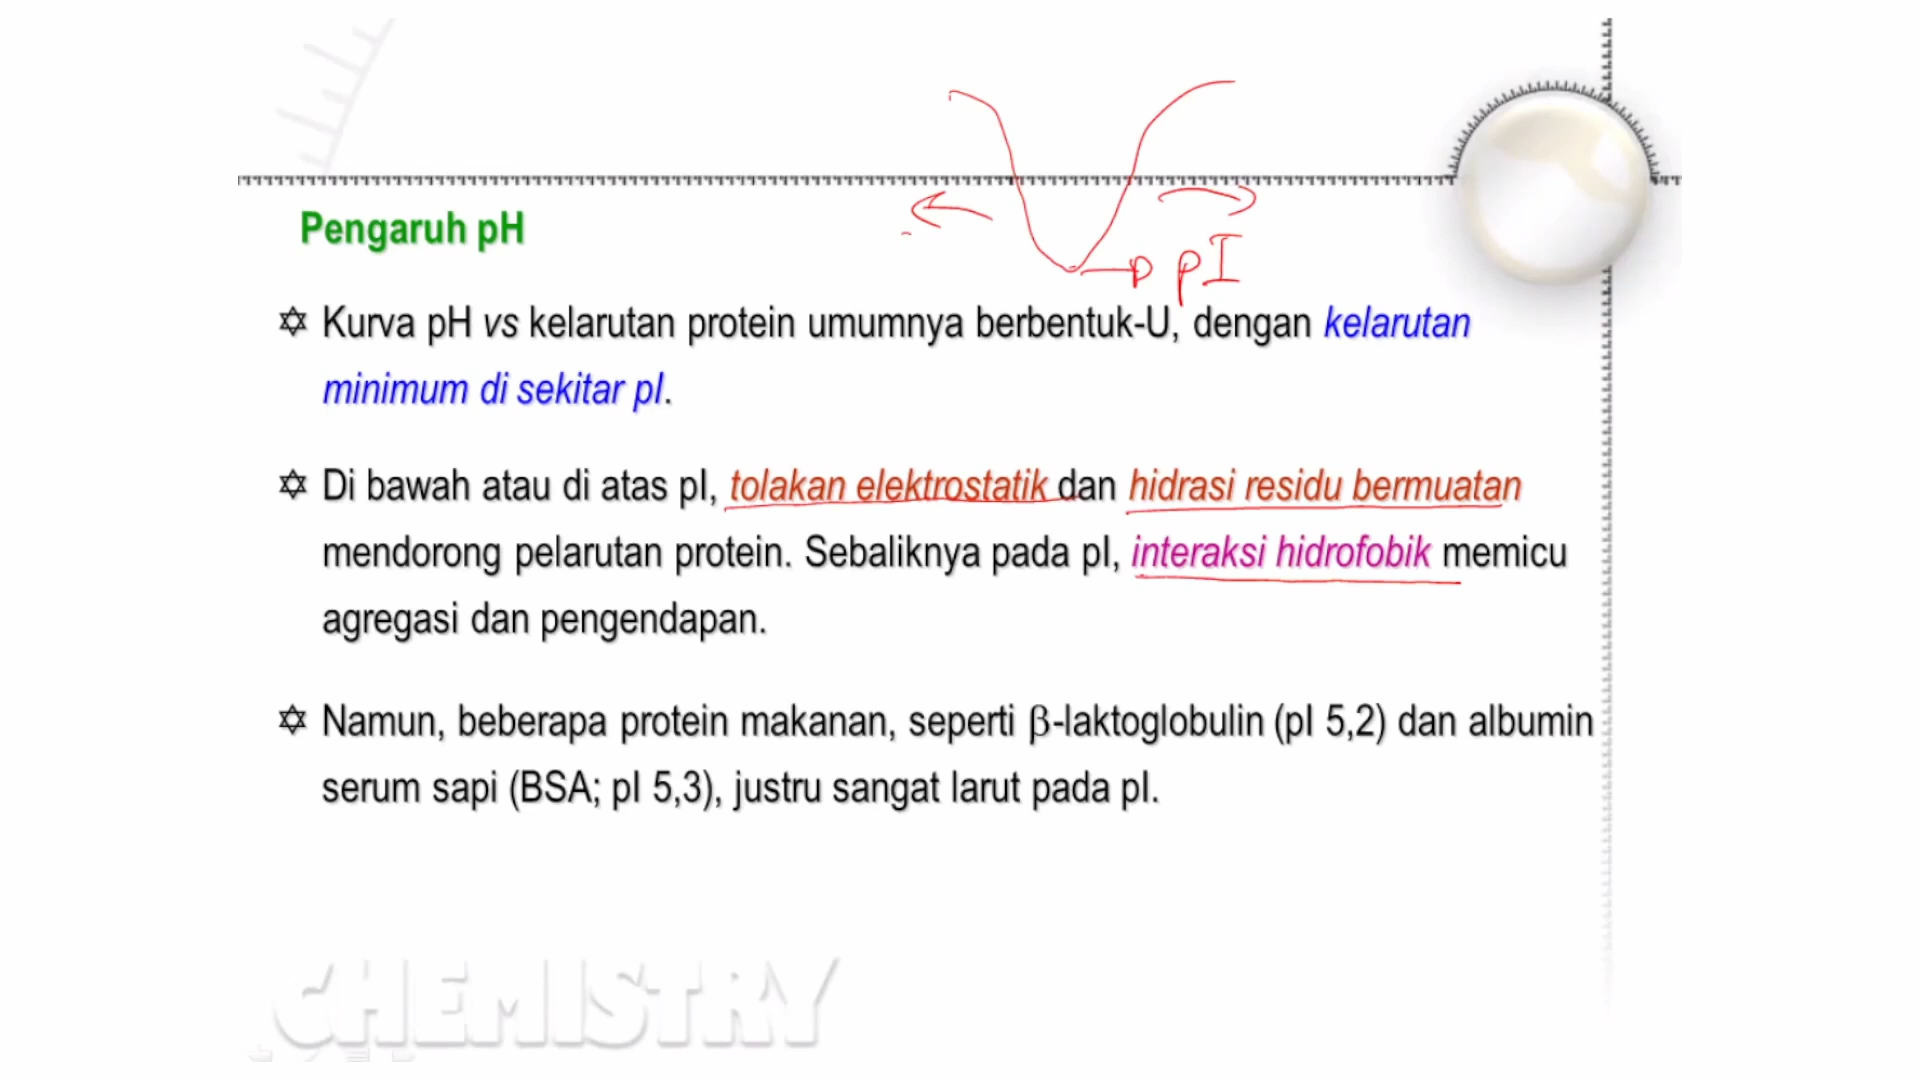 pI
Pengaruh pH
Kurva pH vs kelarutan protein umumnya berbentuk-U, dengan kelarutan
minimum di sekitar pI.
Di bawah atau di atas pI, tolakan elektrostatik dan hidrasi residu bermuatan
mendorong pelarutan protein. Sebaliknya pada pI, interaksi hidrofobik memicu
agregasi dan pengendapan.
Namun, beberapa protein makanan, seperti β-laktoglobulin (pI 5,2) dan albumin
serum sapi (BSA; pI 5,3), justru sangat larut pada pI.
CHEMISTRY